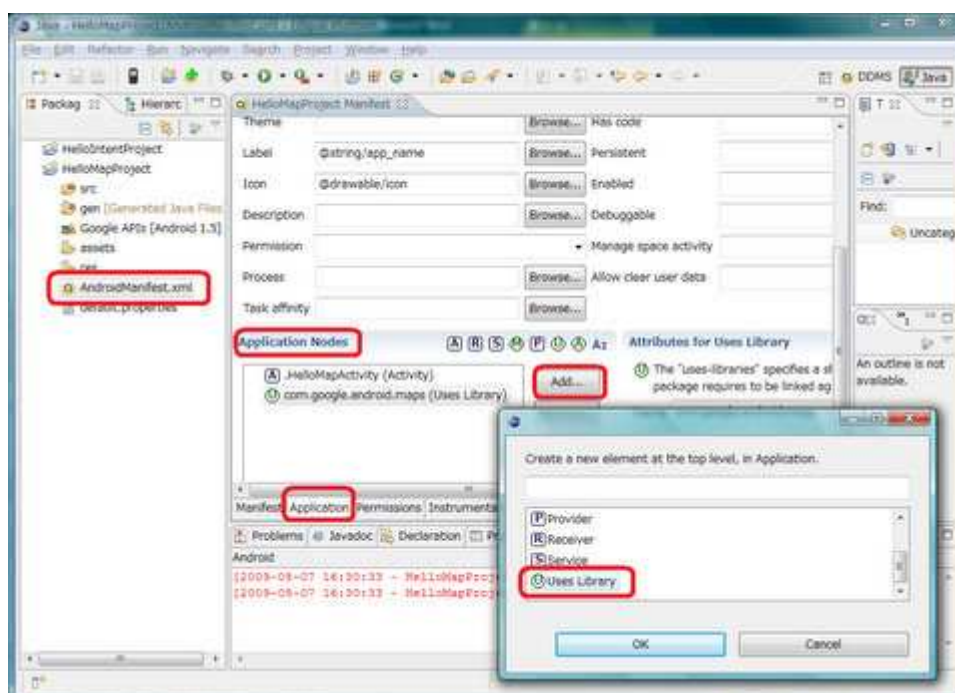 File Edit Refactor Run Navigate Search Project Window Help
DDMS Java
Packag Hierarc
HelloIntentProject
HelloMapProject
src
gen [Generated Java Files
Google APIs [Android 1.5]
assets
res
AndroidManifest.xml
default.properties
HelloMapProject Manifest
Theme Browse... Has code
Label @string/app_name Browse... Persistent
Icon @drawable/icon Browse... Enabled
Description Browse... Debuggable
Permission Manage space activity
Process Browse... Allow clear user data
Task affinity Browse...
Application Nodes
A R S M P U A Az
Attributes for Uses Library
A .HelloMapActivity (Activity)
U com.google.android.maps (Uses Library)
Add...
U The "uses-libraries" specifies a
package requires to be linked ag
Manifest Application Permissions Instrumenta
Problems Javadoc Declaration
Android
[2009-08-07 16:30:33 - HelloMapProj
[2009-08-07 16:30:33 - HelloMapProj
Find:
Uncateg
An outline is not
available.
Create a new element at the top level, in Application.
P Provider
R Receiver
S Service
U Uses Library
OK Cancel